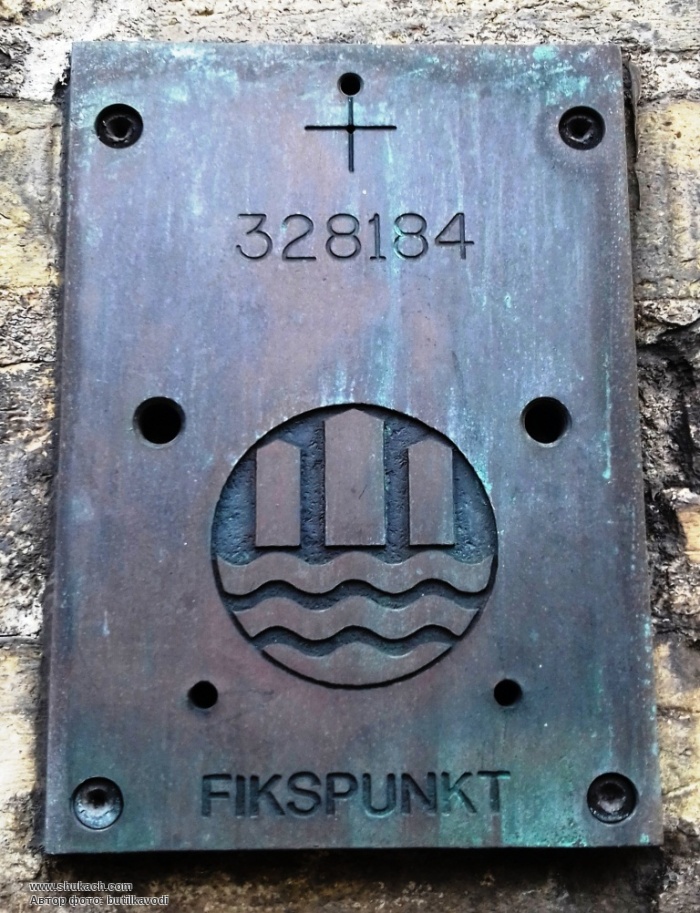 328184
FIKSPUNKT
www.shukach.com
Автор фото: butilkavodi